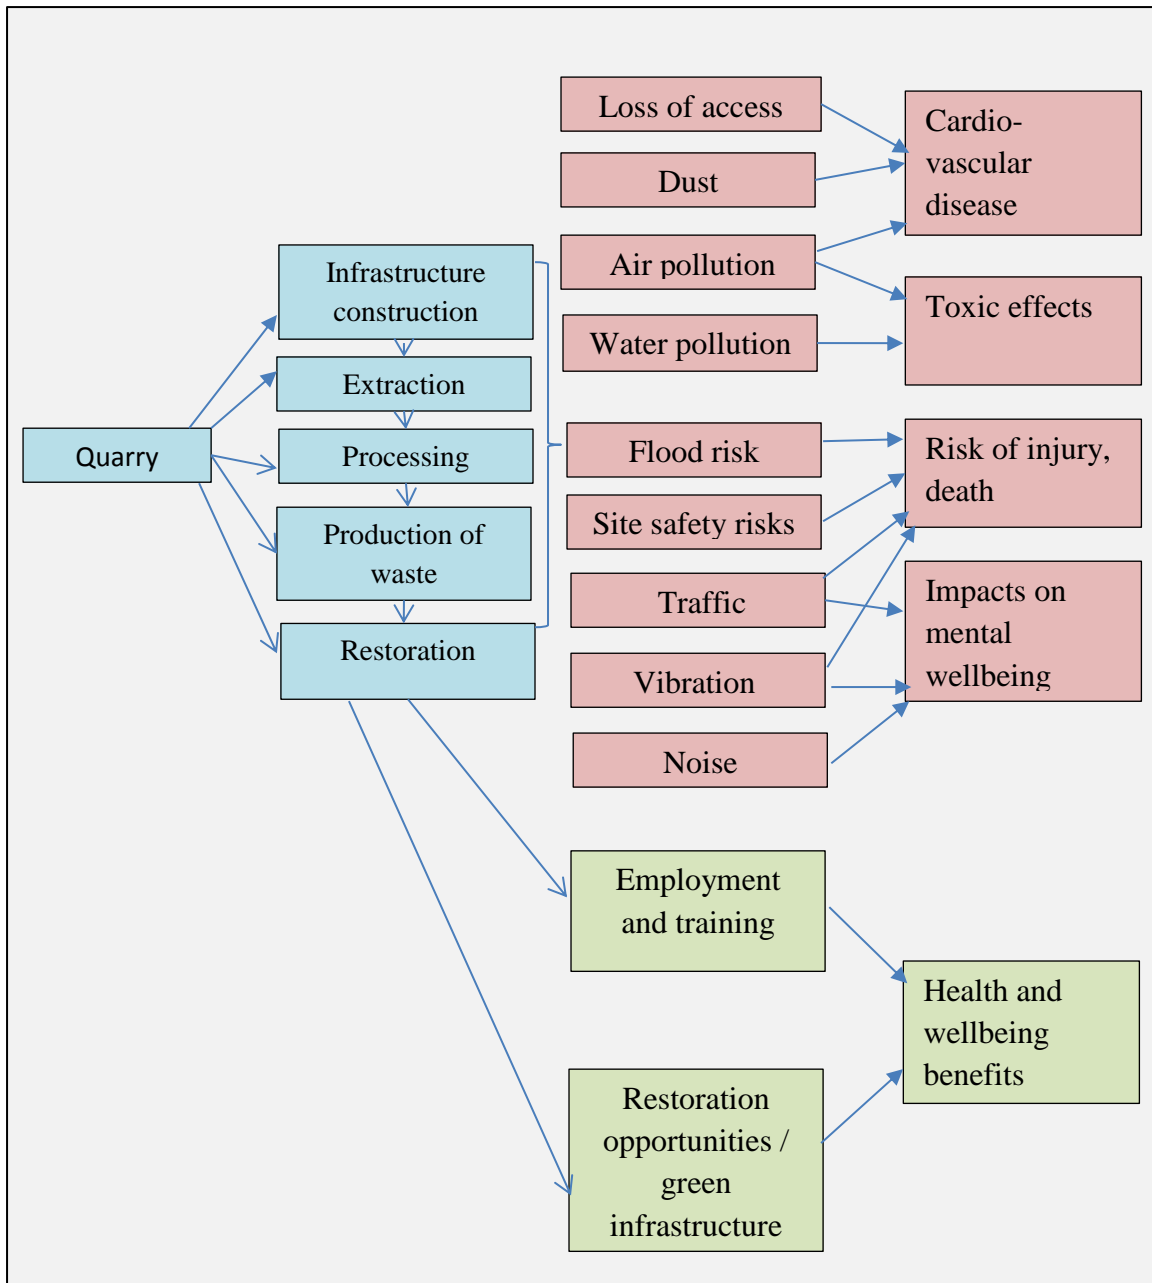 Quarry
Infrastructure
construction
Extraction
Processing
Production of
waste
Restoration
Loss of access
Dust
Air pollution
Water pollution
Flood risk
Site safety risks
Traffic
Vibration
Noise
Employment
and training
Restoration
opportunities /
green
infrastructure
Cardio-
vascular
disease
Toxic effects
Risk of injury,
death
Impacts on
mental
wellbeing
Health and
wellbeing
benefits